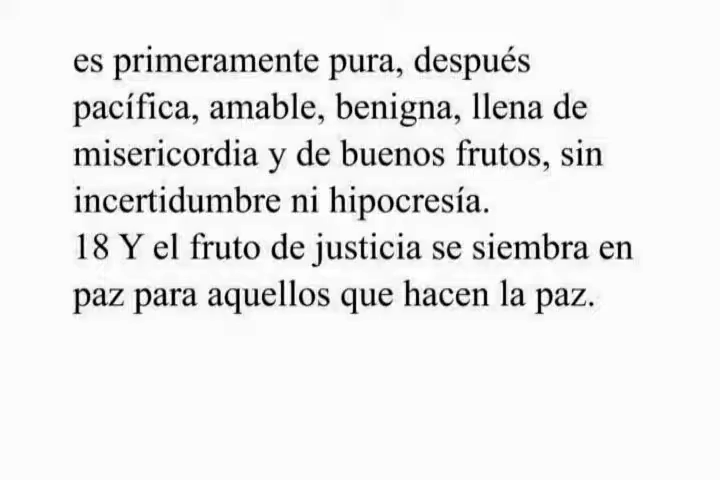 es primeramente pura, después
pacífica, amable, benigna, llena de
misericordia y de buenos frutos, sin
incertidumbre ni hipocresía.
18 Y el fruto de justicia se siembra en
paz para aquellos que hacen la paz.